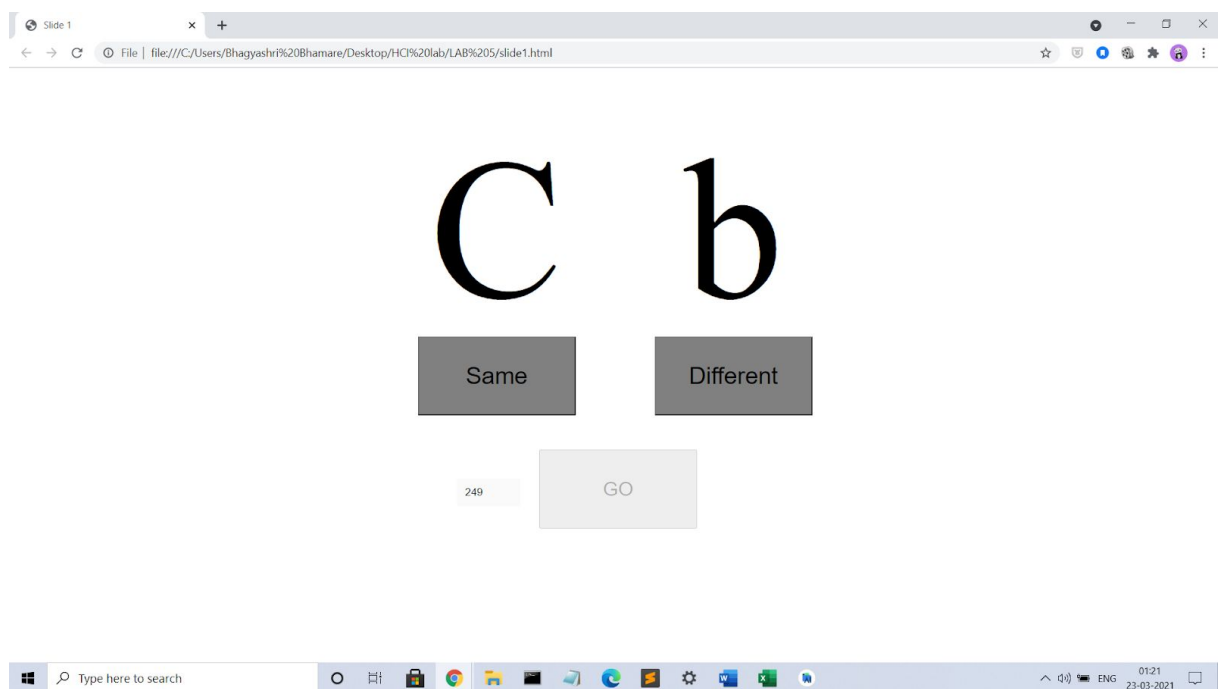 Slide 1
File | file:///C:/Users/Bhagyashri%20Bhamare/Desktop/HCI%20lab/LAB%205/slide1.html
C b
Same Different
249 GO
Type here to search
ENG 01:21
23-03-2021